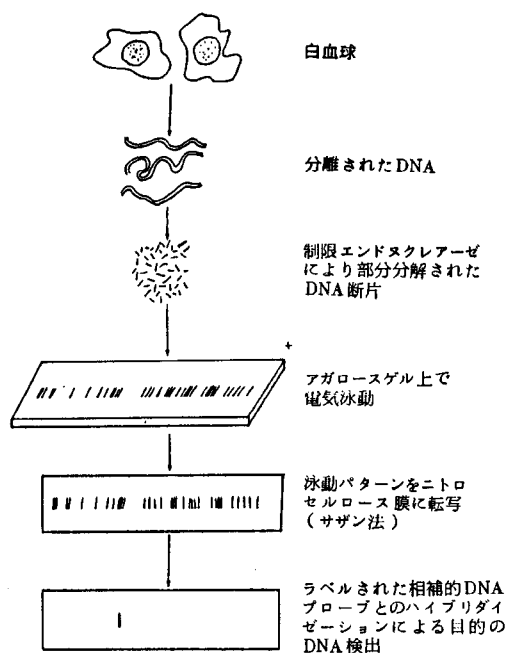 白血球
分離されたDNA
制限エンドヌクレアーゼ
により部分分解された
DNA断片
+
アガロースゲル上で
電気泳動
泳動パターンをニトロ
セルロース膜に転写
(サザン法)
ラベルされた相補的DNA
プローブとのハイブリダイ
ゼーションによる目的の
DNA検出